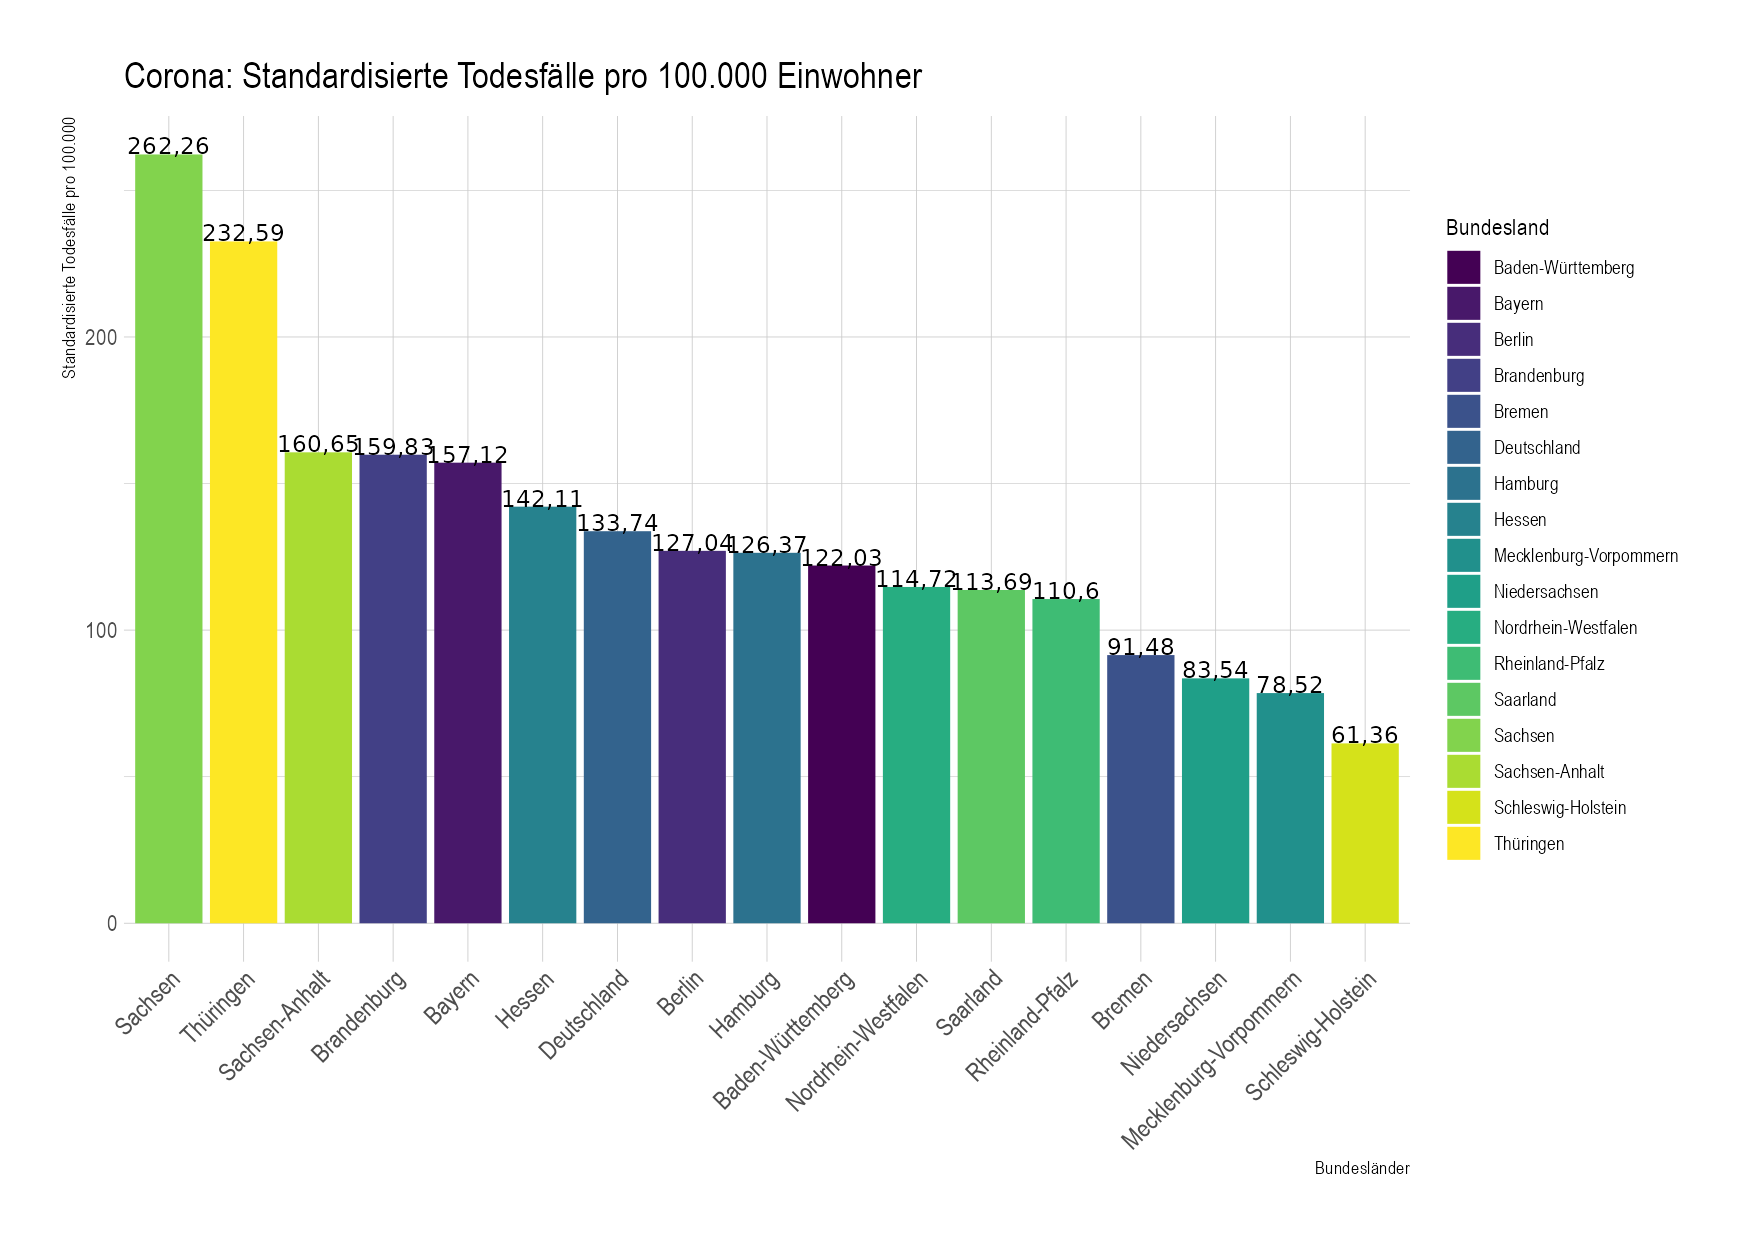 Corona: Standardisierte Todesfälle pro 100.000 Einwohner
Standardisierte Todesfälle pro 100.000
200
100
0
262,26
232,59
160,65
159,83
157,12
142,11
133,74
127,04
126,37
122,03
114,72
113,69
110,6
91,48
83,54
78,52
61,36
Sachsen
Thüringen
Sachsen-Anhalt
Brandenburg
Bayern
Hessen
Deutschland
Berlin
Hamburg
Baden-Württemberg
Nordrhein-Westfalen
Saarland
Rheinland-Pfalz
Bremen
Niedersachsen
Mecklenburg-Vorpommern
Schleswig-Holstein
Bundesländer
Bundesland
Baden-Württemberg
Bayern
Berlin
Brandenburg
Bremen
Deutschland
Hamburg
Hessen
Mecklenburg-Vorpommern
Niedersachsen
Nordrhein-Westfalen
Rheinland-Pfalz
Saarland
Sachsen
Sachsen-Anhalt
Schleswig-Holstein
Thüringen